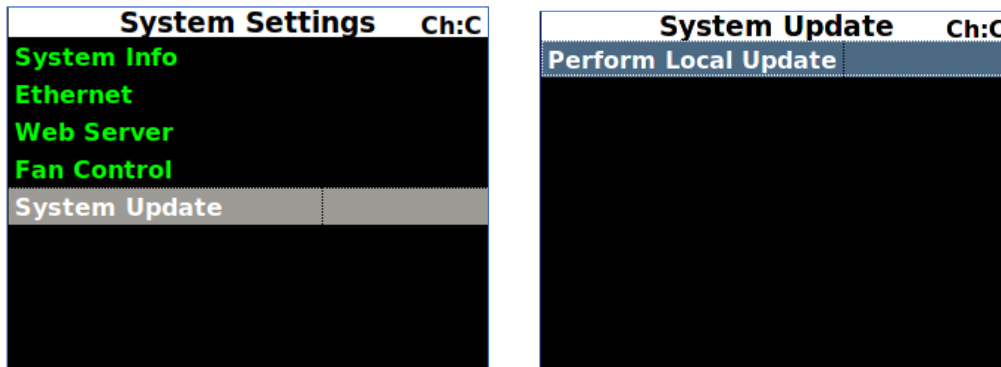 System Settings Ch:C
System Info
Ethernet
Web Server
Fan Control
System Update
System Update Ch:C
Perform Local Update